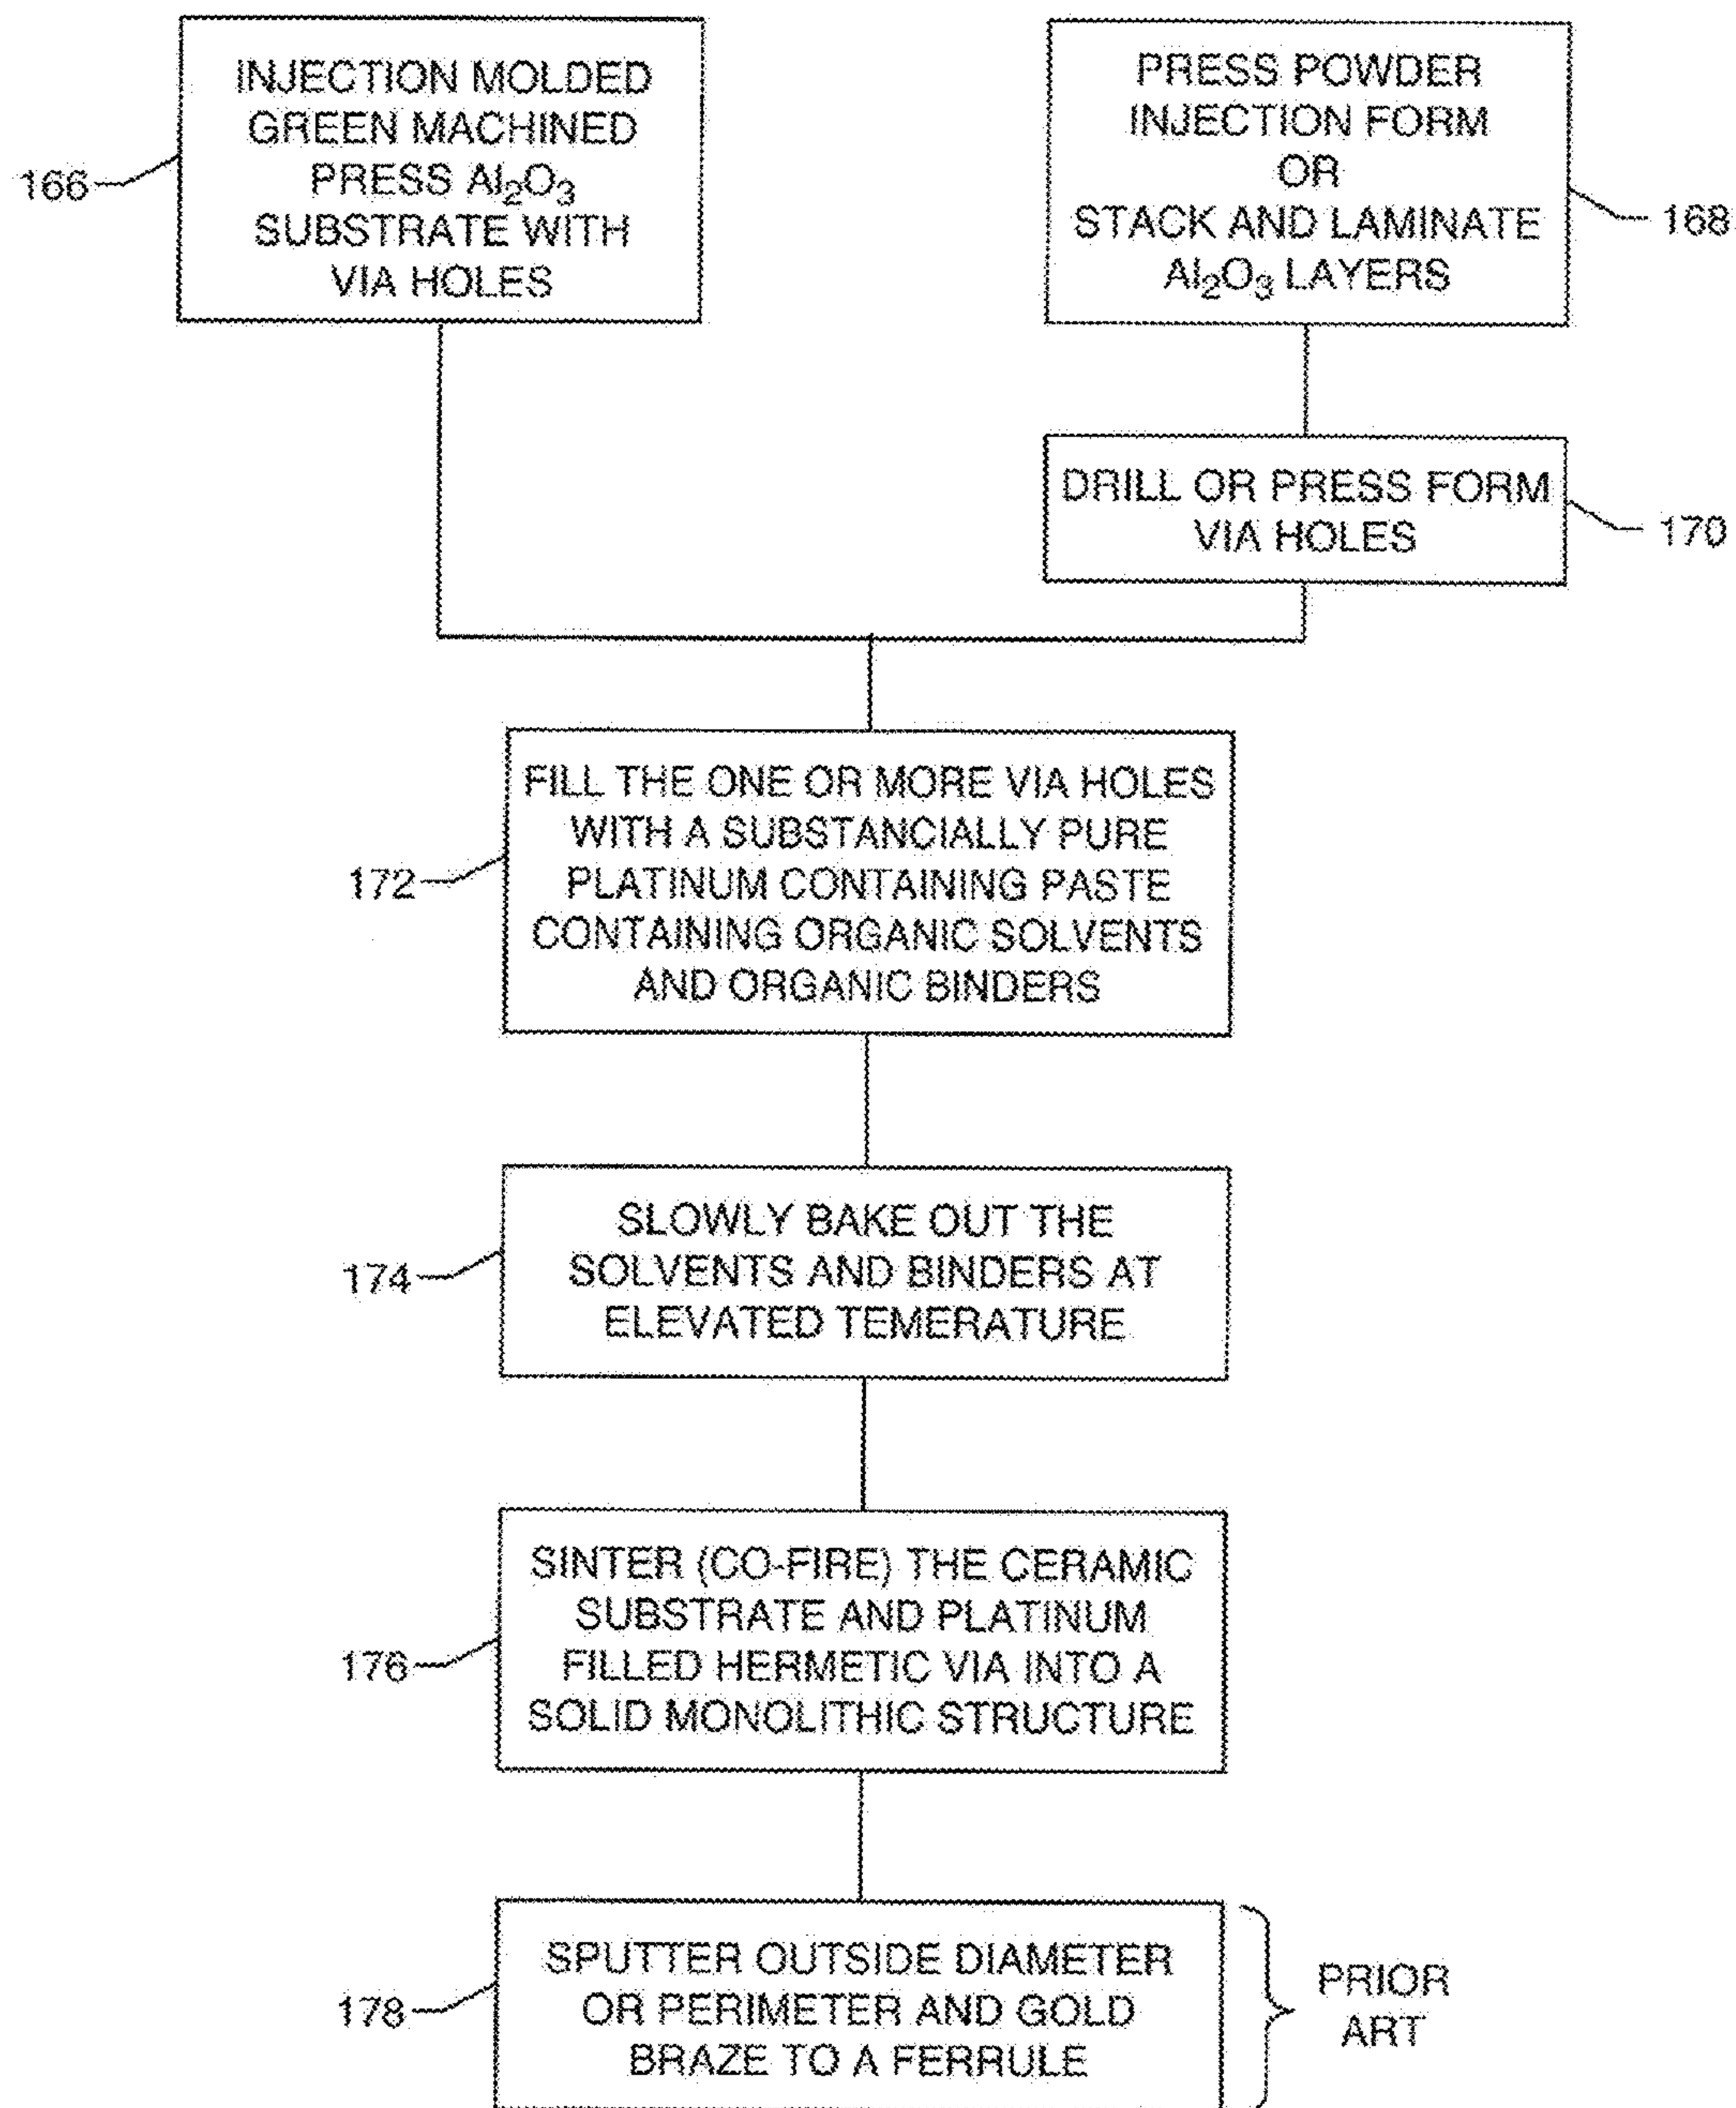 INJECTION MOLDED
GREEN MACHINED
PRESS Al₂O₃
SUBSTRATE WITH
VIA HOLES
166
PRESS POWDER
INJECTION FORM
OR
STACK AND LAMINATE
Al₂O₃ LAYERS
168
DRILL OR PRESS FORM
VIA HOLES
170
FILL THE ONE OR MORE VIA HOLES
WITH A SUBSTANCIALLY PURE
PLATINUM CONTAINING PASTE
CONTAINING ORGANIC SOLVENTS
AND ORGANIC BINDERS
172
SLOWLY BAKE OUT THE
SOLVENTS AND BINDERS AT
ELEVATED TEMERATURE
174
SINTER (CO-FIRE) THE CERAMIC
SUBSTRATE AND PLATINUM
FILLED HERMETIC VIA INTO A
SOLID MONOLITHIC STRUCTURE
176
SPUTTER OUTSIDE DIAMETER
OR PERIMETER AND GOLD
BRAZE TO A FERRULE
178
PRIOR
ART